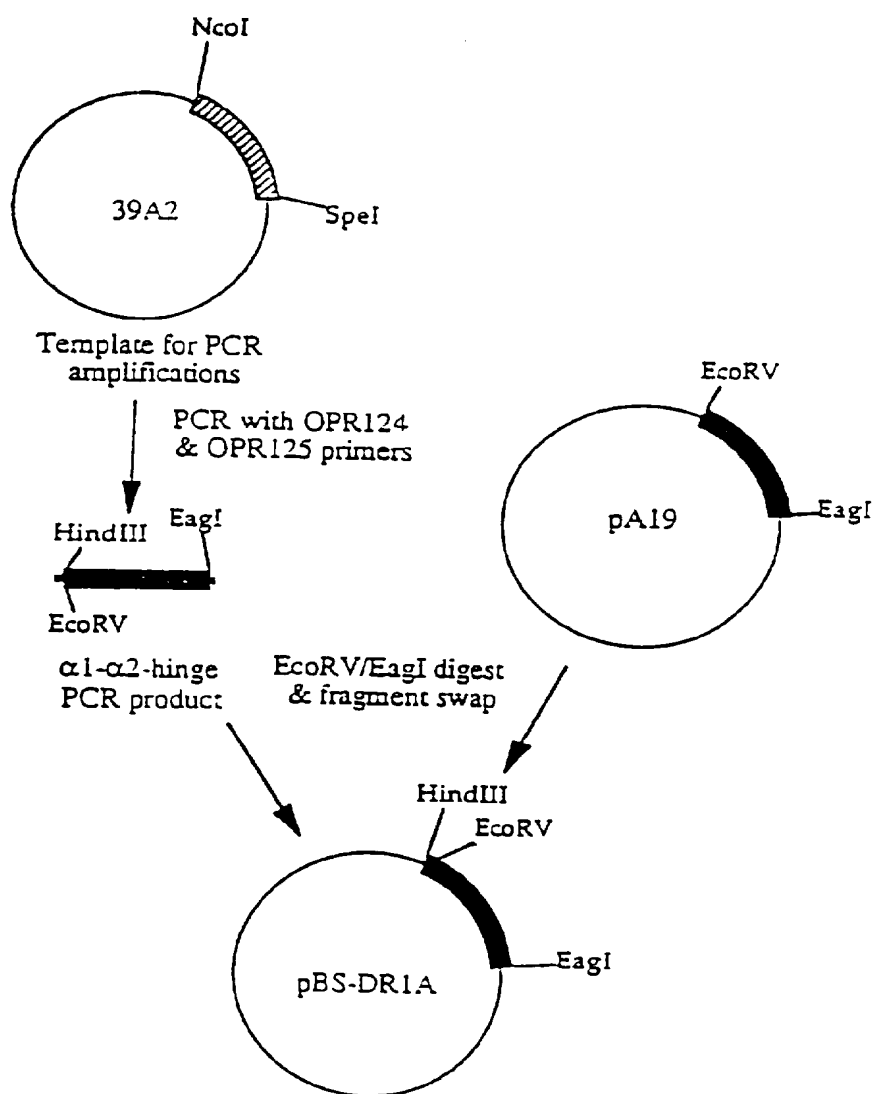 NcoI
39A2
SpeI
Template for PCR
amplifications
PCR with OPR124
& OPR125 primers
HindIII
EagI
EcoRV
α1-α2-hinge
PCR product
EcoRV
pA19
EagI
EcoRV/EagI digest
& fragment swap
HindIII
EcoRV
pBS-DR1A
EagI